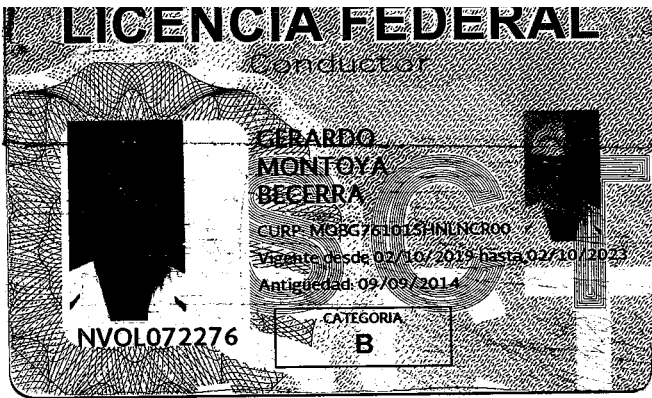 LICENCIA FEDERAL
Conductor
GERARDO
MONTOYA
BECERRA
CURP: MOBG761015HNLNCR00
Vigente desde 02/10/2019 hasta 02/10/2023
Antigüedad: 09/09/2014
SCT
CATEGORIA
B
NVOL072276